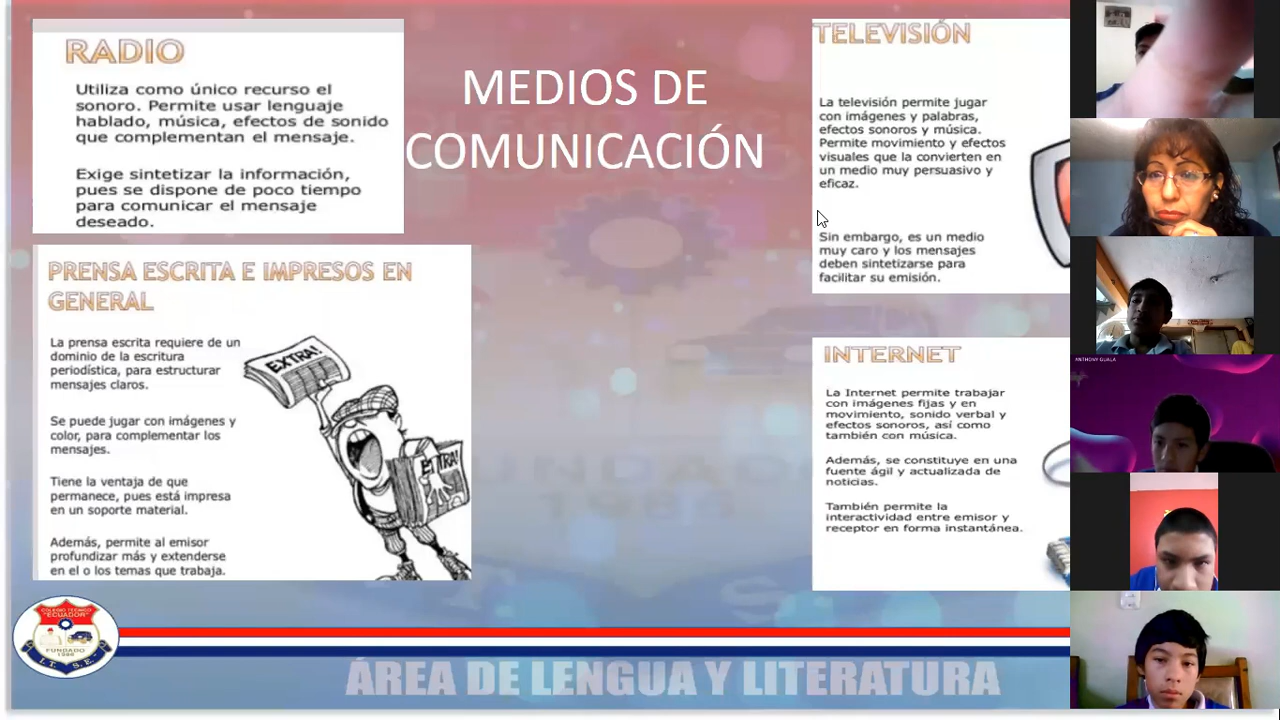 RADIO
Utiliza como único recurso el
sonoro. Permite usar lenguaje
hablado, música, efectos de sonido
que complementan el mensaje.
Exige sintetizar la información,
pues se dispone de poco tiempo
para comunicar el mensaje
deseado.
MEDIOS DE
COMUNICACIÓN
TELEVISIÓN
La televisión permite jugar
con imágenes y palabras,
efectos sonoros y música.
Permite movimiento y efectos
visuales que la convierten en
un medio muy persuasivo y
eficaz.
Sin embargo, es un medio
muy caro y los mensajes
deben sintetizarse para
facilitar su emisión.
PRENSA ESCRITA E IMPRESOS EN
GENERAL
La prensa escrita requiere de un
dominio de la escritura
periodística, para estructurar
mensajes claros.
Se puede jugar con imágenes y
color, para complementar los
mensajes.
Tiene la ventaja de que
permanece, pues está impresa
en un soporte material.
Además, permite al emisor
profundizar más y extenderse
en el o los temas que trabaja.
EXTRA!
EXTRA!
INTERNET
La Internet permite trabajar
con imágenes fijas y en
movimiento, sonido verbal y
efectos sonoros, así como
también con música.
Además, se constituye en una
fuente ágil y actualizada de
noticias.
También permite la
interactividad entre emisor y
receptor en forma instantánea.
COLEGIO TÉCNICO
"ECUADOR"
FUNDADO
I.T. S.E.
ÁREA DE LENGUA Y LITERATURA
ANTHONY GUALA